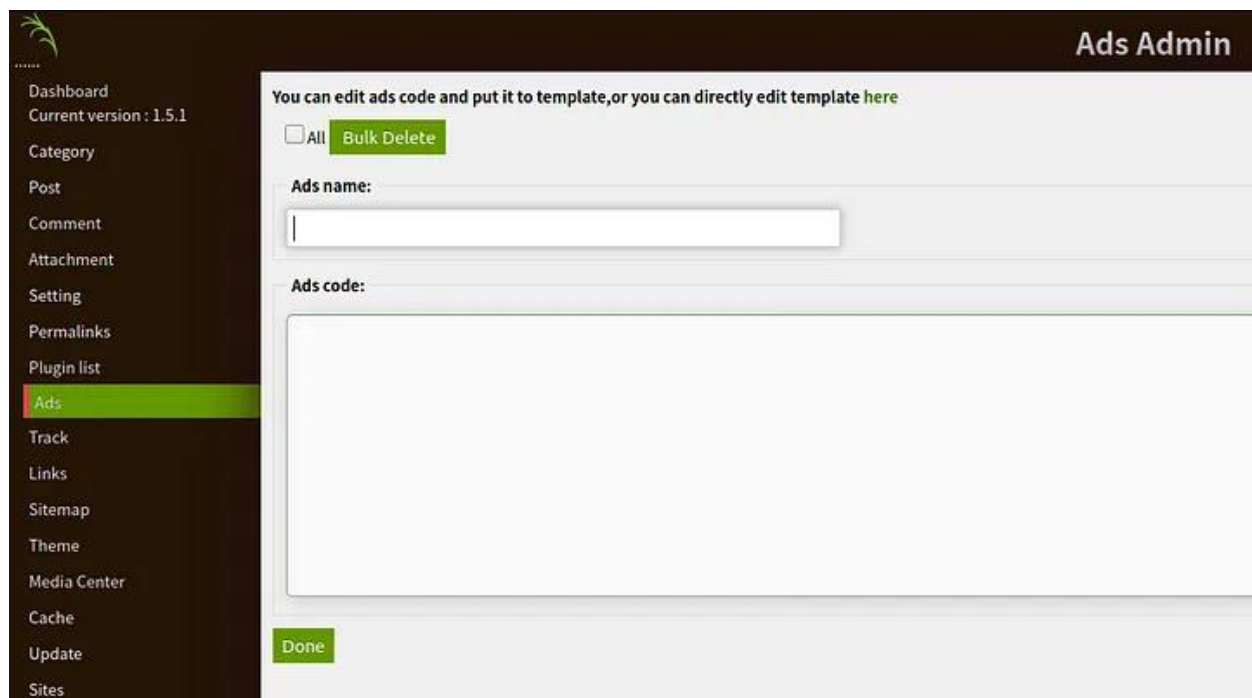 Ads Admin
Dashboard
Current version : 1.5.1
Category
Post
Comment
Attachment
Setting
Permalinks
Plugin list
Ads
Track
Links
Sitemap
Theme
Media Center
Cache
Update
Sites
You can edit ads code and put it to template,or you can directly edit template here
All Bulk Delete
Ads name:
Ads code:
Done